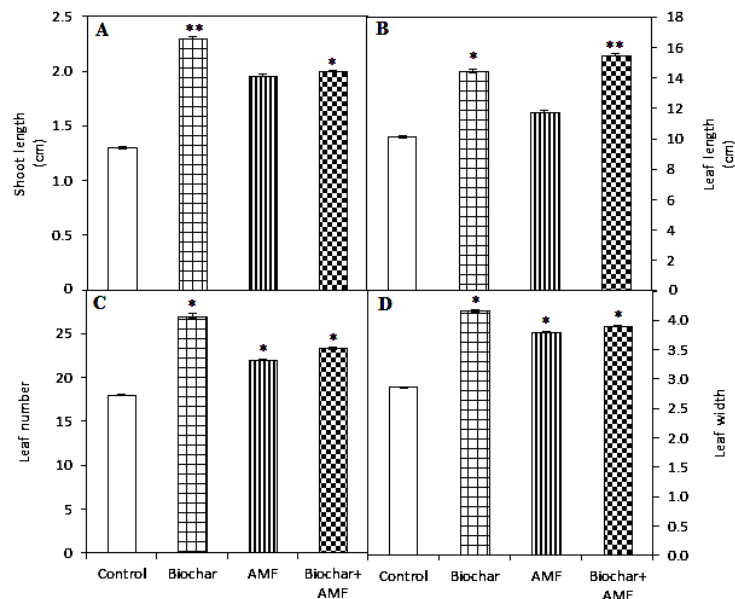 A
**
*
2.5
2.0
1.5
1.0
0.5
0
Shoot length
(cm)
B
*
**
18
16
14
12
10
8
6
4
2
0
Leaf length
(cm)
C
*
*
*
25
20
15
10
5
0
Leaf number
D
*
*
*
4.0
3.5
3.0
2.5
2.0
1.5
1.0
0.5
0.0
Leaf width
Control
Biochar
AMF
Biochar+
AMF
Control
Biochar
AMF
Biochar+
AMF